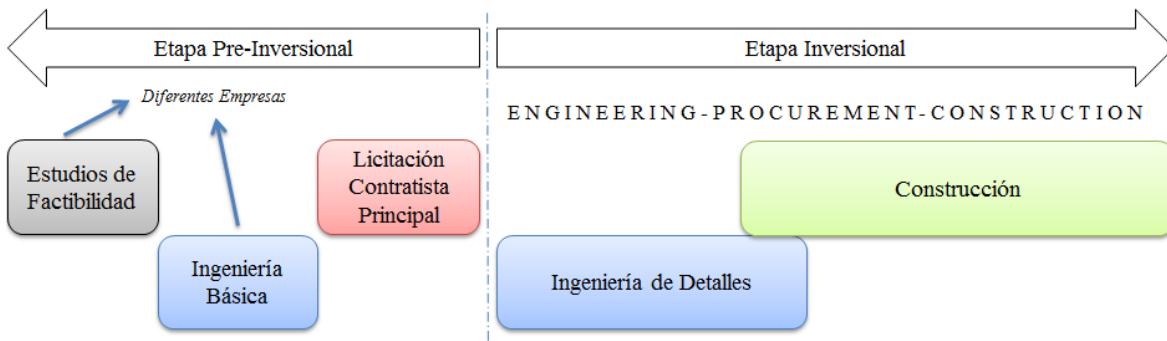 Etapa Pre-Inversional
Etapa Inversional
Diferentes Empresas
ENGINEERING-PROCUREMENT-CONSTRUCTION
Estudios de
Factibilidad
Licitación
Contratista
Principal
Construcción
Ingeniería
Básica
Ingeniería de Detalles